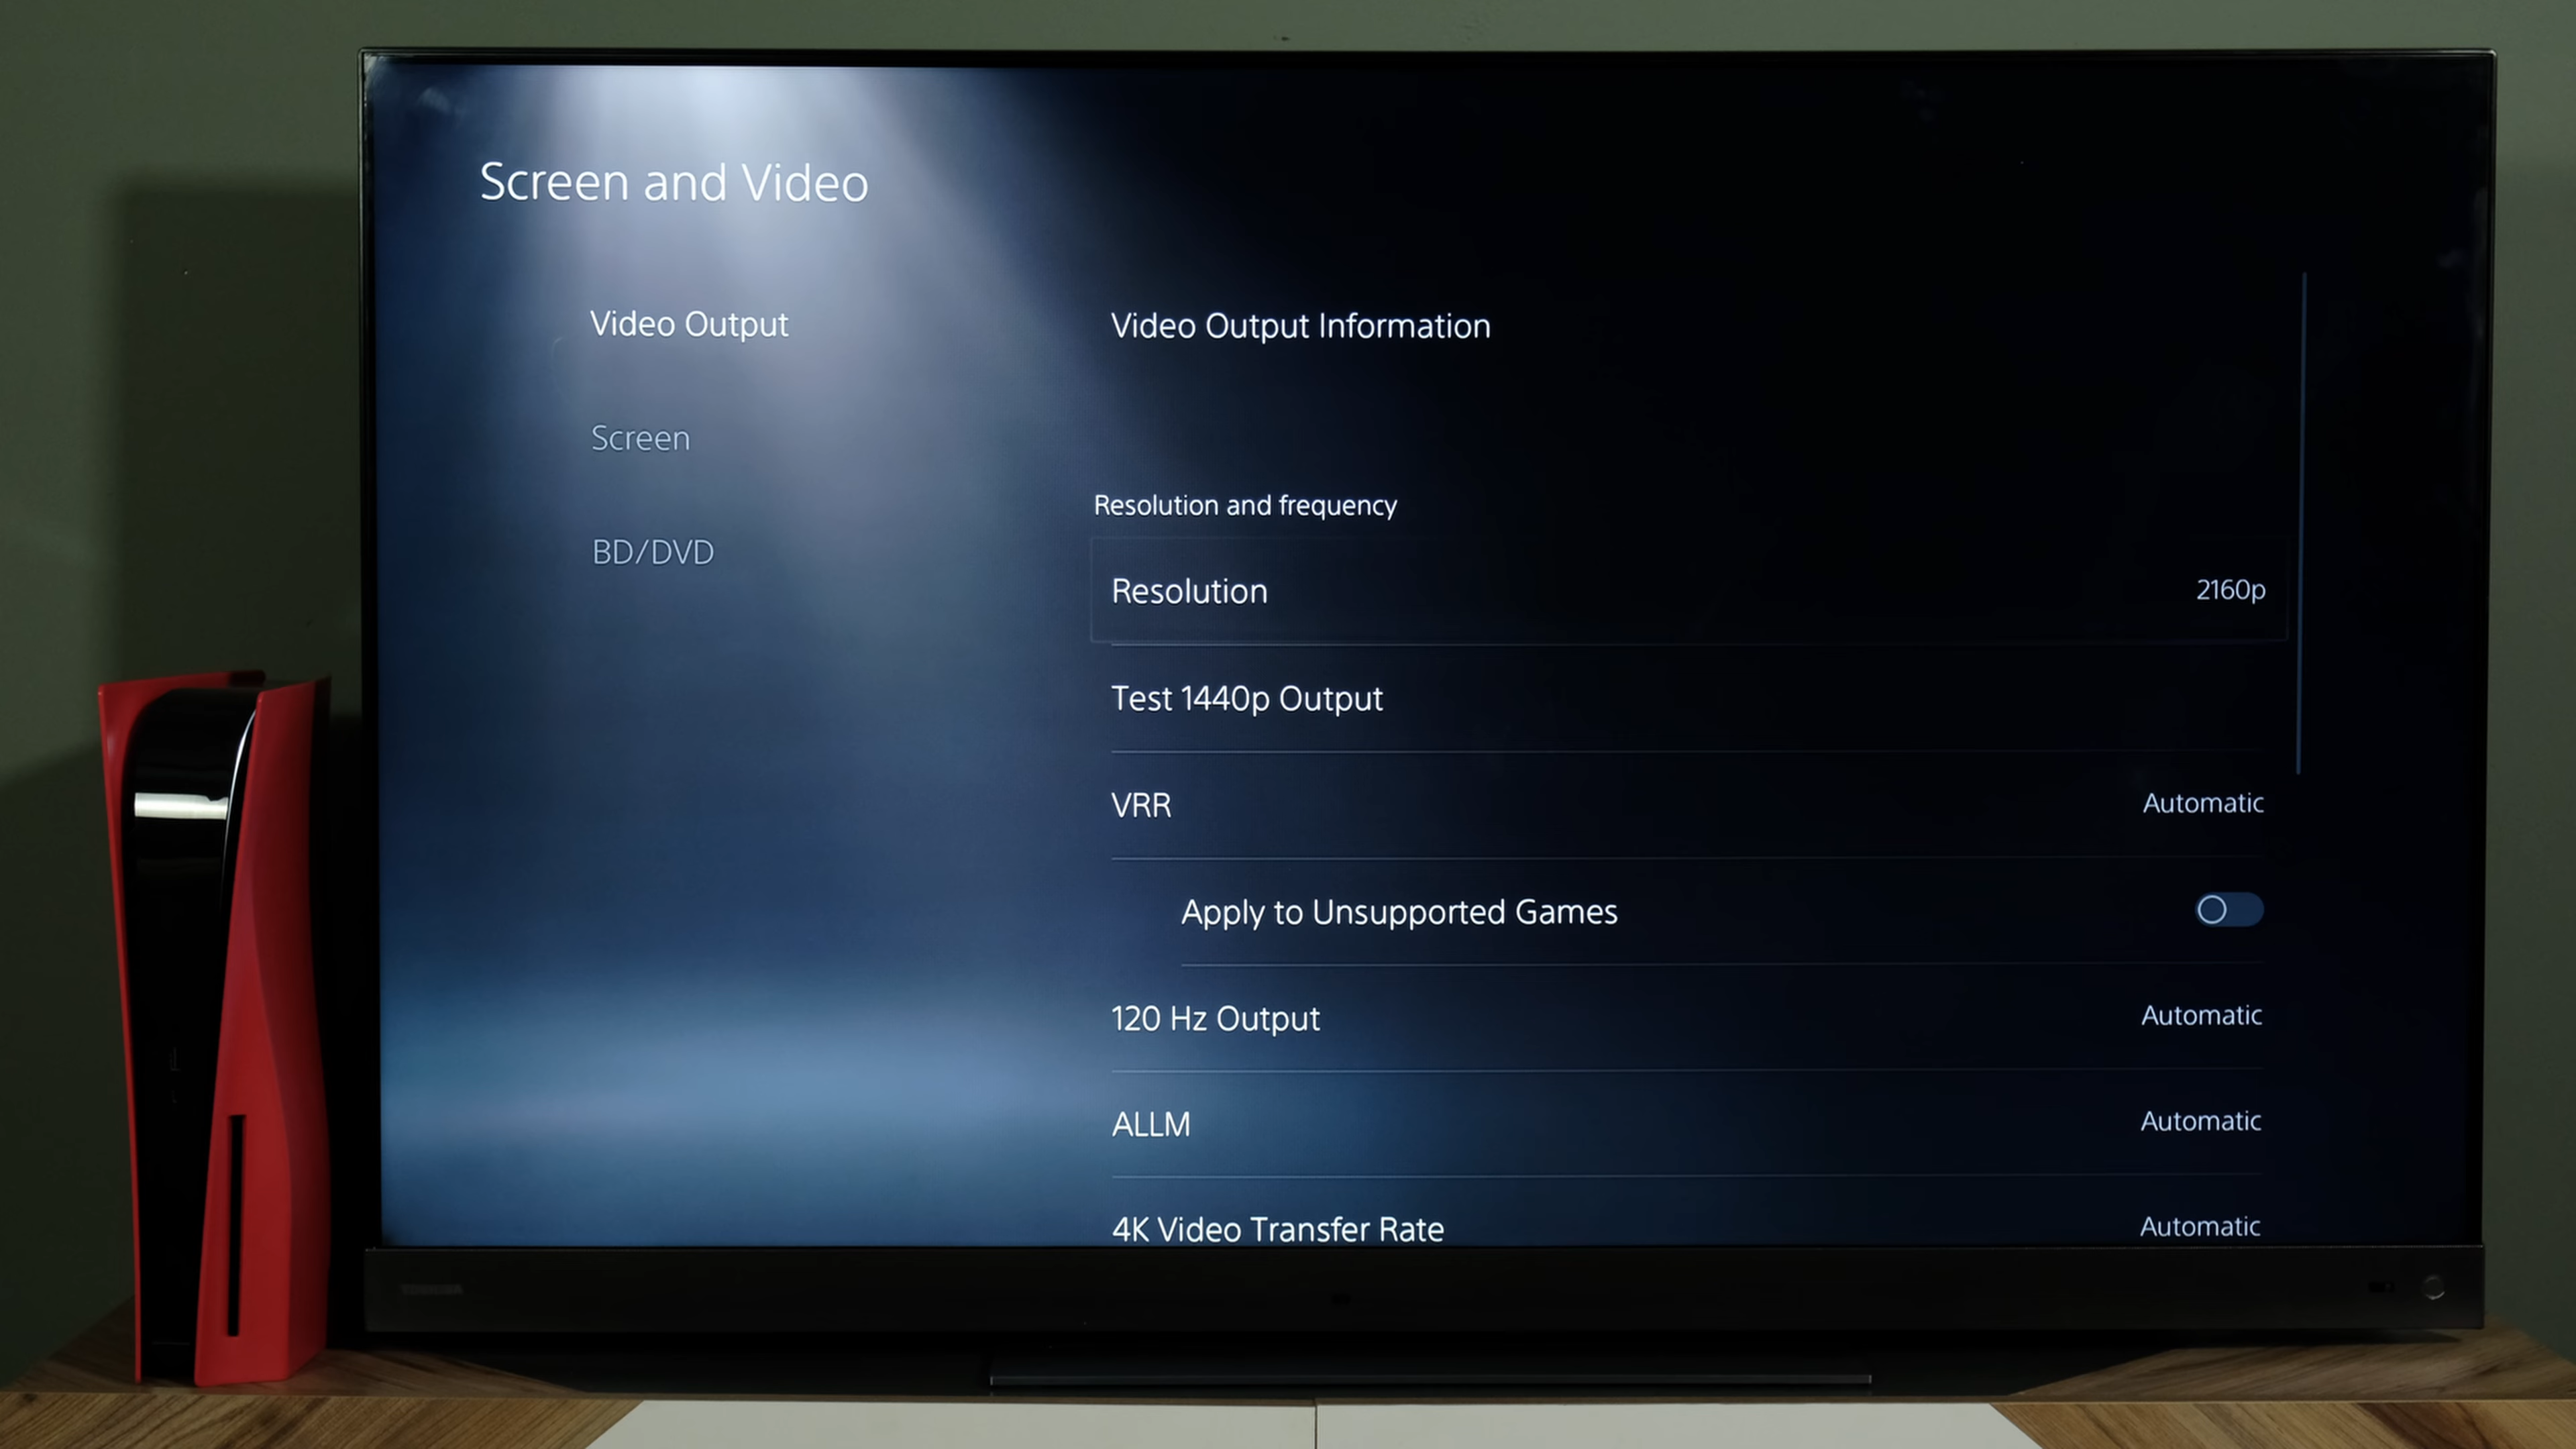 Screen and Video
Video Output
Screen
BD/DVD
Video Output Information
Resolution and frequency
Resolution 2160p
Test 1440p Output
VRR Automatic
Apply to Unsupported Games
120 Hz Output Automatic
ALLM Automatic
4K Video Transfer Rate Automatic
TOSHIBA